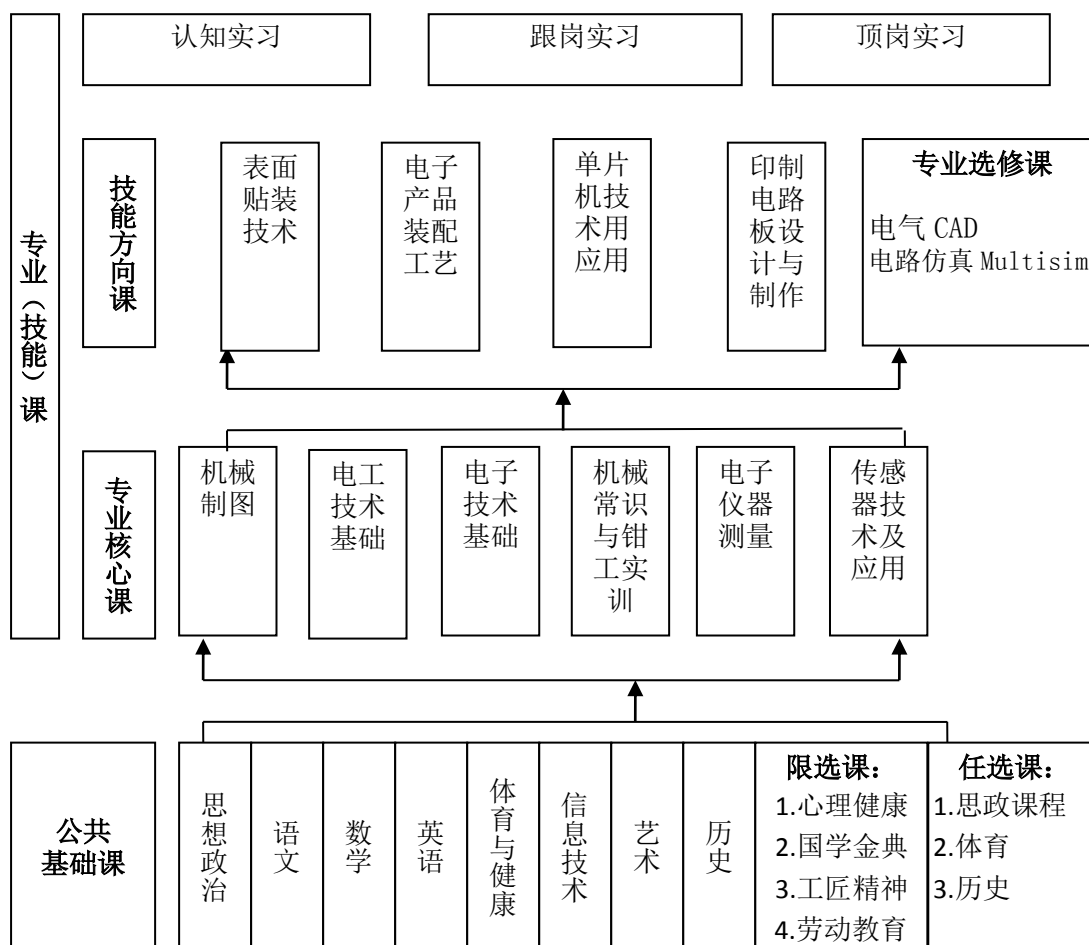 认知实习
跟岗实习
顶岗实习
专业（技能）课
技能方向课
表面
贴装
技术
电子
产品
装配
工艺
单片
机技
术用
应用
印制
电路
板设
计与
制作
专业选修课
电气 CAD
电路仿真 Multisim
专业核心课
机械
制图
电工
技术
基础
电子
技术
基础
机械
常识
与钳
工实
训
电子
仪器
测量
传感
器技
术及
应用
公共
基础课
思想政治
语文
数学
英语
体育与健康
信息技术
艺术
历史
限选课：
1.心理健康
2.国学金典
3.工匠精神
4.劳动教育
任选课：
1.思政课程
2.体育
3.历史